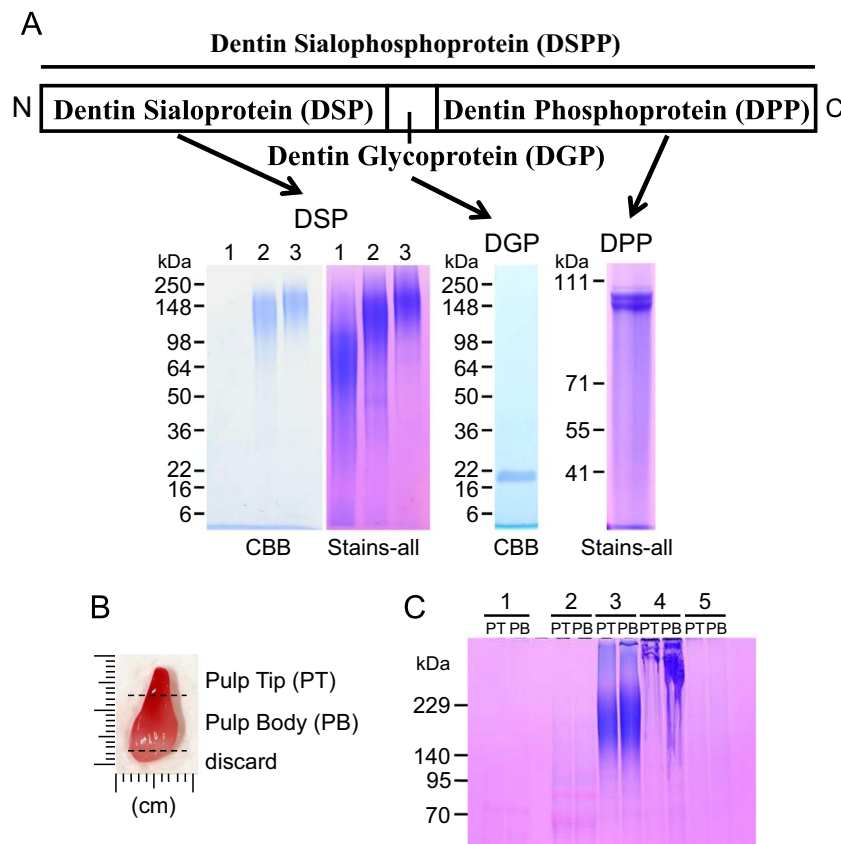 A
Dentin Sialophosphoprotein (DSPP)
N Dentin Sialoprotein (DSP) Dentin Phosphoprotein (DPP) C
Dentin Glycoprotein (DGP)
DSP
DGP DPP
kDa 1 2 3 1 2 3 kDa kDa
250 250 111
148 148
98 98
64 64 71
50 50
36 36 55
22 22 41
16 16
6 6
CBB Stains-all CBB Stains-all
B
Pulp Tip (PT)
Pulp Body (PB)
discard
(cm)
C
1 2 3 4 5
PT PB PT PB PT PB PT PB PT PB
kDa
229
140
95
70